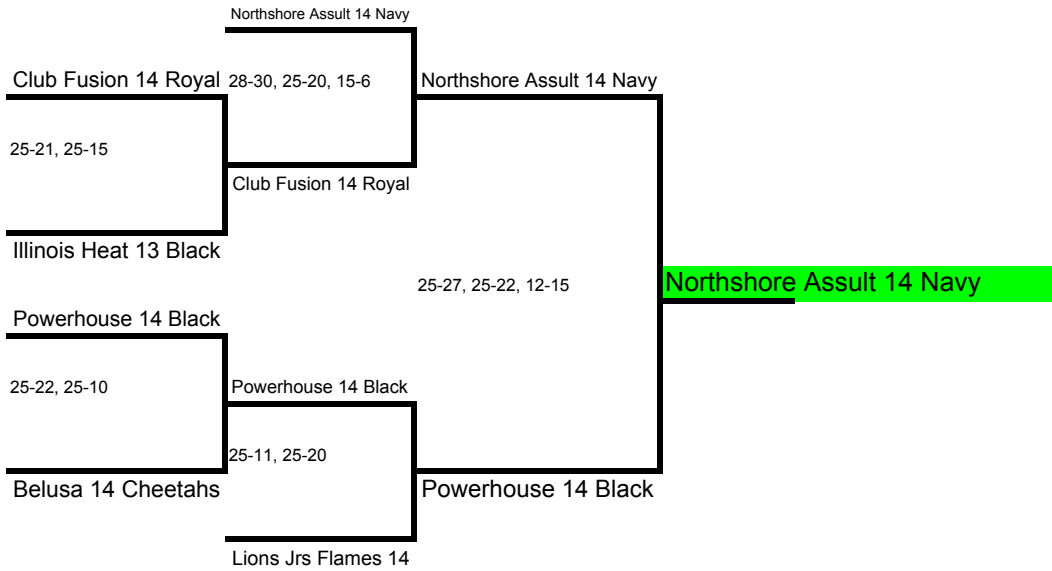 Northshore Assult 14 Navy
Club Fusion 14 Royal
28-30, 25-20, 15-6
Northshore Assult 14 Navy
25-21, 25-15
Club Fusion 14 Royal
Illinois Heat 13 Black
25-27, 25-22, 12-15
Northshore Assult 14 Navy
Powerhouse 14 Black
25-22, 25-10
Powerhouse 14 Black
25-11, 25-20
Belusa 14 Cheetahs
Powerhouse 14 Black
Lions Jrs Flames 14